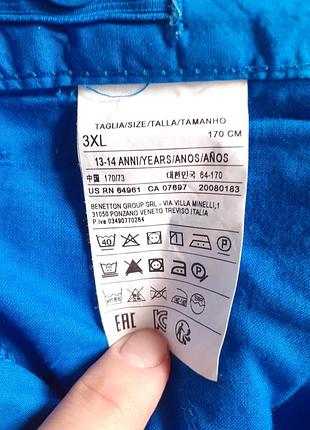 TAGLIA/SIZE/TALLA/TAMANHO
3XL 170 CM
13-14 ANNI/YEARS/ANOS/AÑOS
中国 170/73 대한민국 64-170
US RN 64961 CA 07697 20080183
BENETTON GROUP SRL - VIA VILLA MINELLI,1
31050 PONZANO VENETO TREVISO ITALIA
P.iva 03490770264
40 P
P
EAC